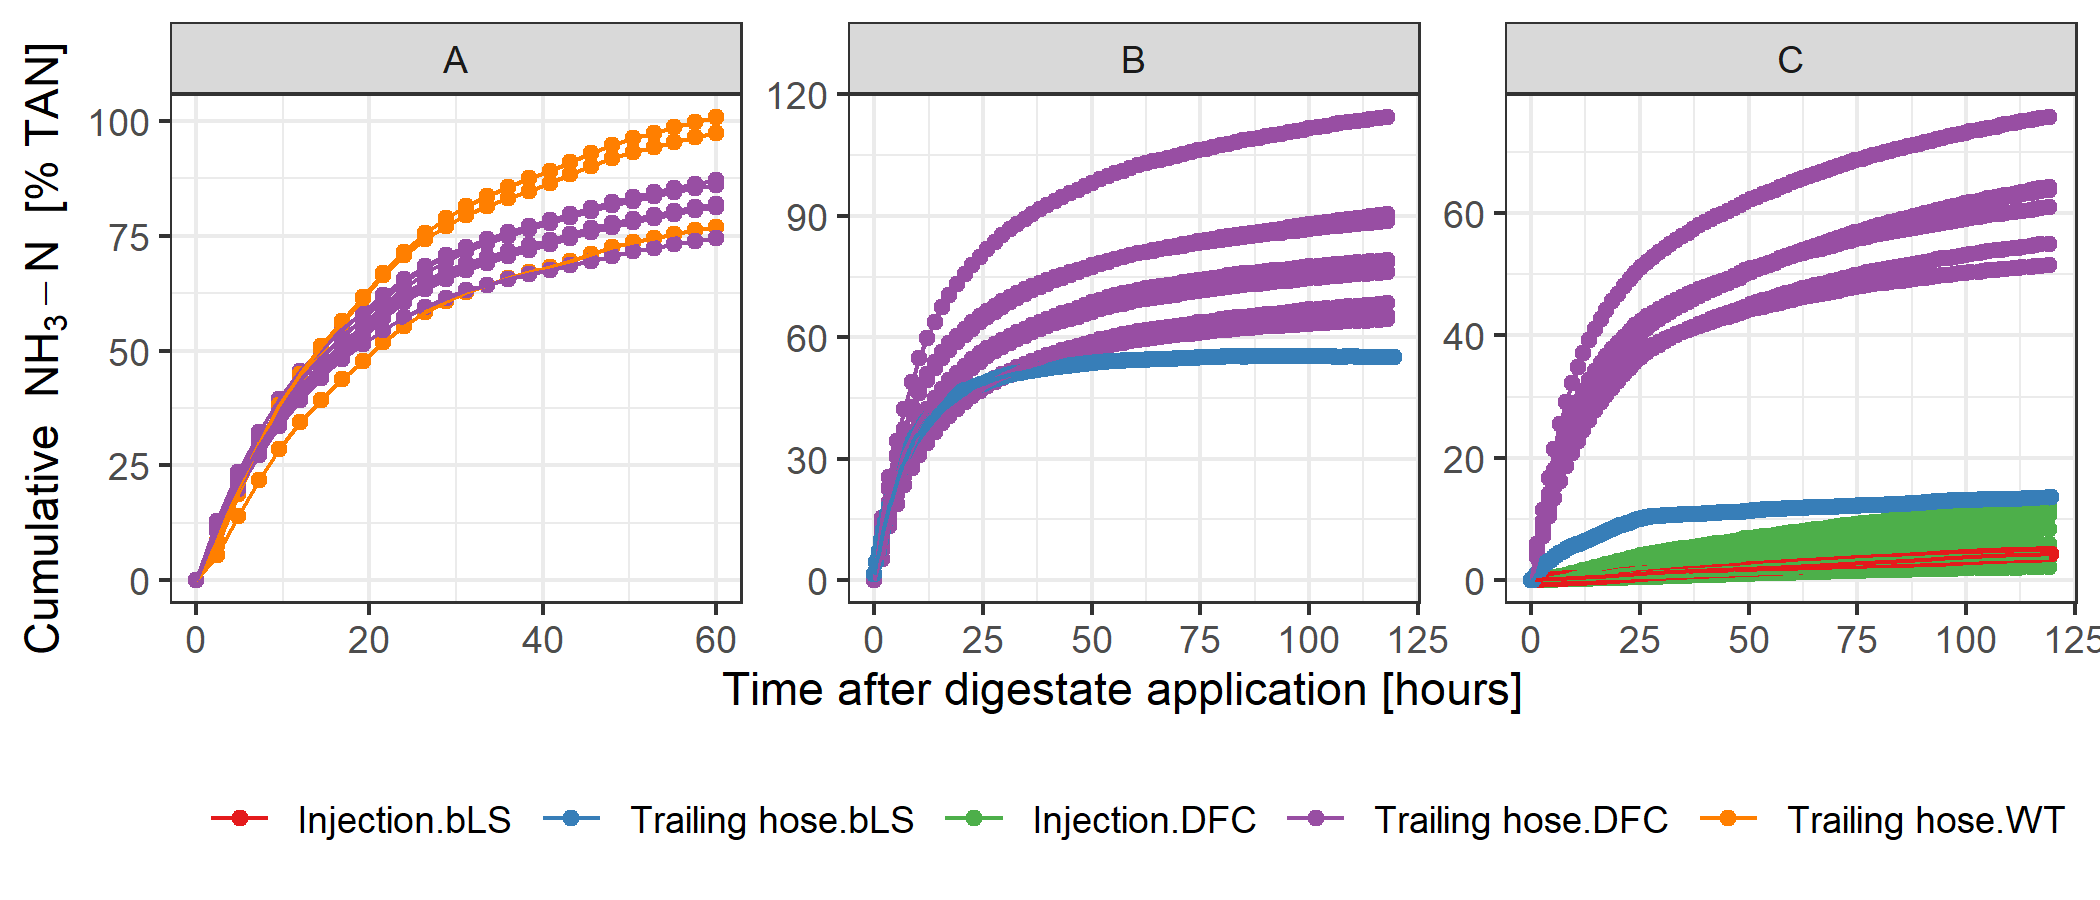 A B C
Cumulative NH3−N [% TAN]
100
75
50
25
0
120
90
60
30
0
60
40
20
0
0 20 40 60
0 25 50 75 100 125
0 25 50 75 100 125
Time after digestate application [hours]
Injection.bLS Trailing hose.bLS Injection.DFC Trailing hose.DFC Trailing hose.WT